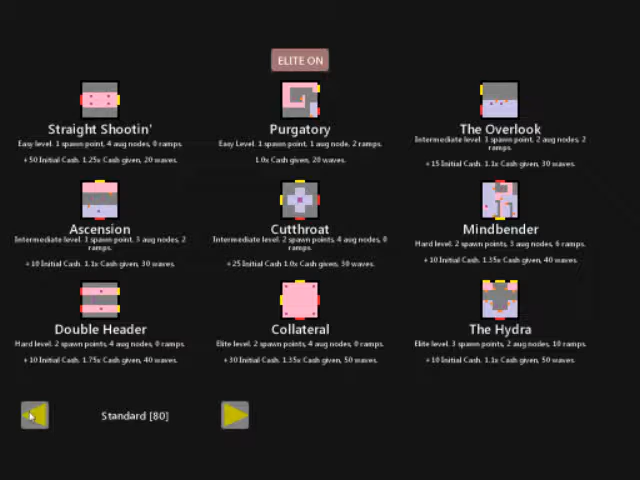 ELITE ON
Straight Shootin'
Easy level. 1 spawn point, 4 aug nodes, 0 ramps.
+50 Initial Cash. 1.25x Cash given, 20 waves.
Purgatory
Easy Level. 1 spawn point, 1 aug node, 2 ramps.
1.0x Cash given, 20 waves.
The Overlook
Intermediate level. 1 spawn point, 2 aug nodes, 2
ramps.
+15 Initial Cash. 1.1x Cash given, 30 waves.
Ascension
Intermediate level. 1 spawn point, 3 aug nodes, 2
ramps.
+10 Initial Cash. 1.1x Cash given, 30 waves.
Cutthroat
Intermediate level. 2 spawn points, 4 aug nodes, 0
ramps.
+25 Initial Cash 1.0x Cash given, 30 waves.
Mindbender
Hard level. 2 spawn points, 3 aug nodes, 6 ramps.
+10 Initial Cash. 1.35x Cash given, 40 waves.
Double Header
Hard level. 2 spawn points, 4 aug nodes, 0 ramps.
+10 Initial Cash. 1.75x Cash given, 40 waves.
Collateral
Elite level. 2 spawn points, 4 aug nodes, 0 ramps.
+30 Initial Cash. 1.35x Cash given, 50 waves.
The Hydra
Elite level. 3 spawn points, 2 aug nodes, 10 ramps.
+10 Initial Cash. 1.1x Cash given, 50 waves.
Standard [80]